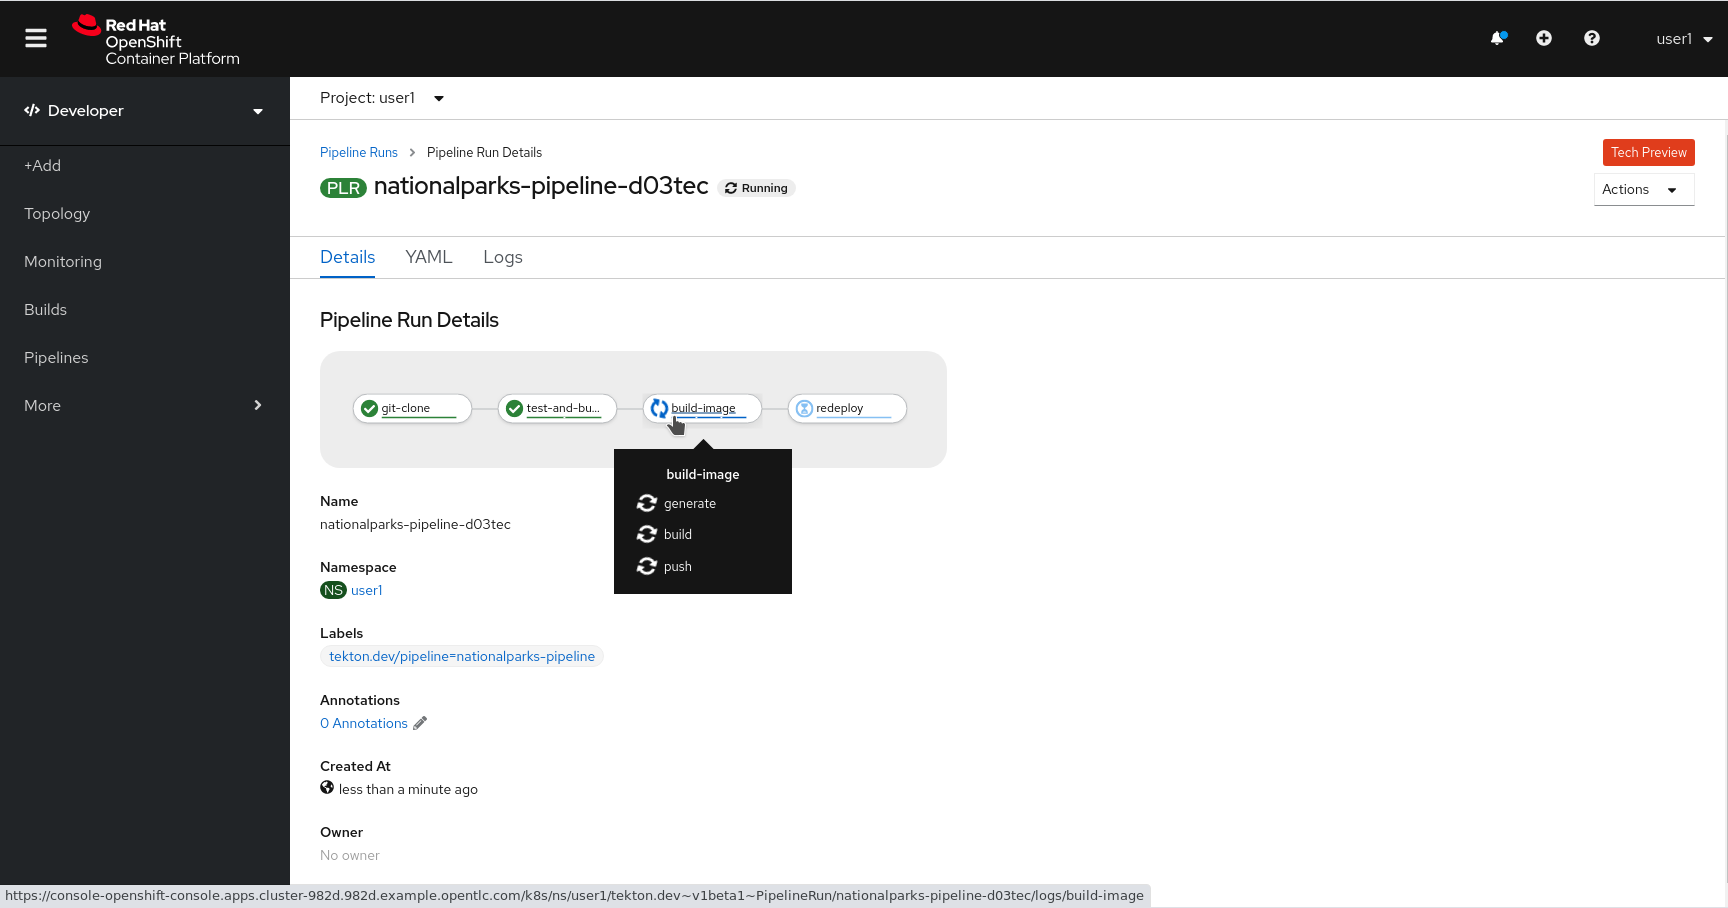 Red Hat
OpenShift
Container Platform
user1
Developer
+Add
Topology
Monitoring
Builds
Pipelines
More
Project: user1
Pipeline Runs > Pipeline Run Details
Tech Preview
PLR nationalparks-pipeline-d03tec Running
Actions
Details YAML Logs
Pipeline Run Details
git-clone test-and-bu... build-image redeploy
build-image
generate
build
push
Name
nationalparks-pipeline-d03tec
Namespace
NS user1
Labels
tekton.dev/pipeline=nationalparks-pipeline
Annotations
0 Annotations
Created At
less than a minute ago
Owner
No owner
https://console-openshift-console.apps.cluster-982d.982d.example.opentlc.com/k8s/ns/user1/tekton.dev~v1beta1~PipelineRun/nationalparks-pipeline-d03tec/logs/build-image